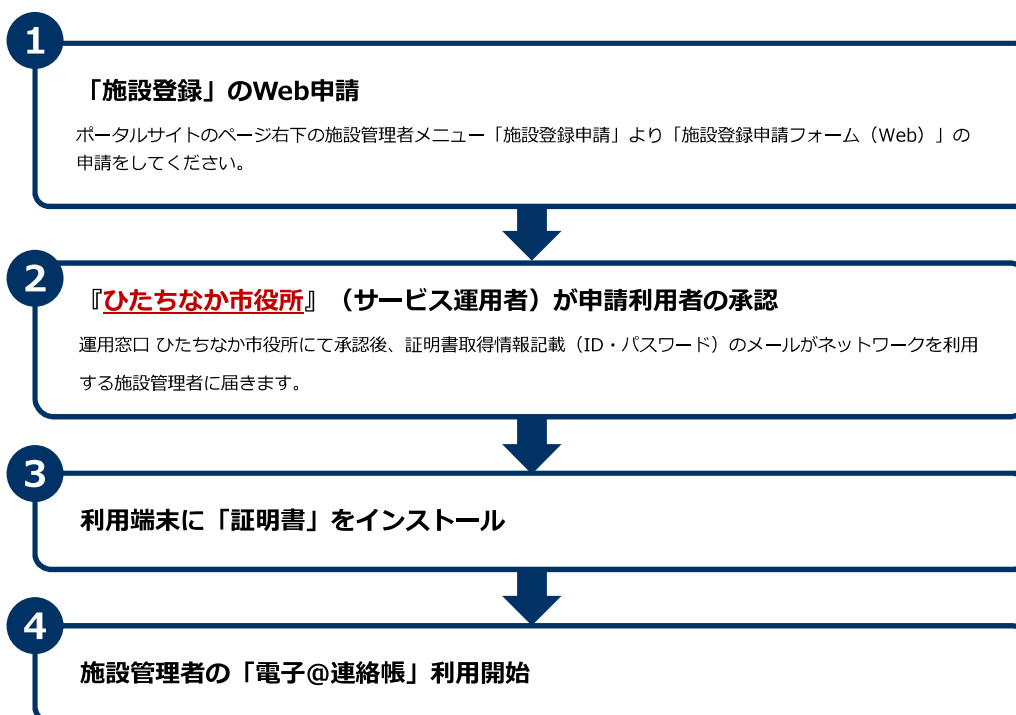 1
「施設登録」のWeb申請
ポータルサイトのページ右下の施設管理者メニュー「施設登録申請」より「施設登録申請フォーム（Web）」の
申請をしてください。
2
『ひたちなか市役所』（サービス運用者）が申請利用者の承認
運用窓口 ひたちなか市役所にて承認後、証明書取得情報記載（ID・パスワード）のメールがネットワークを利用
する施設管理者に届きます。
3
利用端末に「証明書」をインストール
4
施設管理者の「電子@連絡帳」利用開始